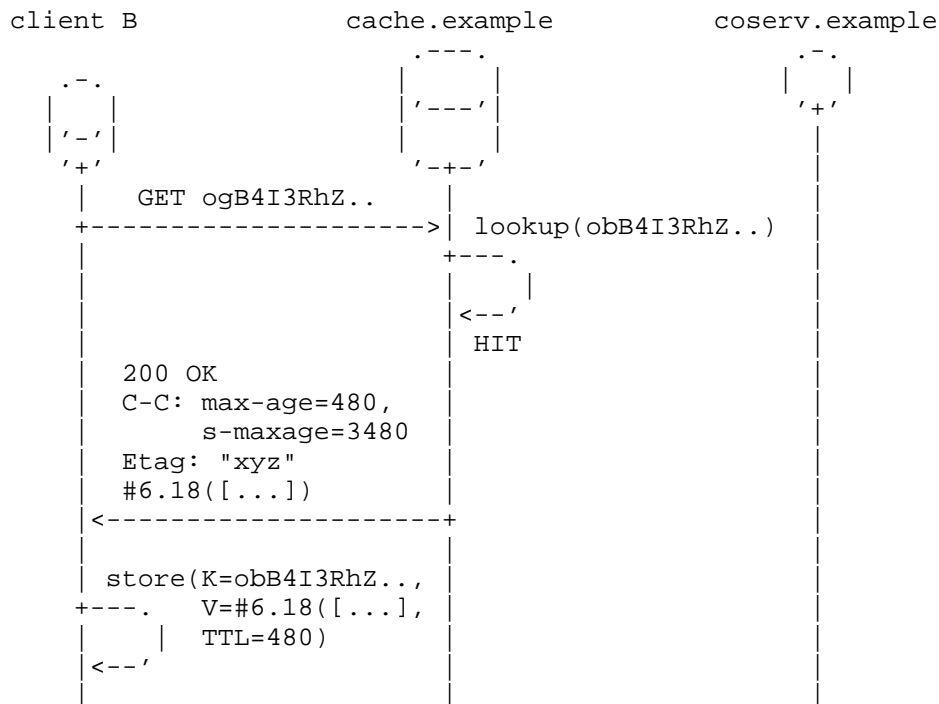 client B cache.example coserv.example
GET ogB4I3RhZ..
lookup(obB4I3RhZ..)
HIT
200 OK
C-C: max-age=480,
s-maxage=3480
Etag: "xyz"
#6.18([...])
store(K=obB4I3RhZ..,
V=#6.18([...],
TTL=480)